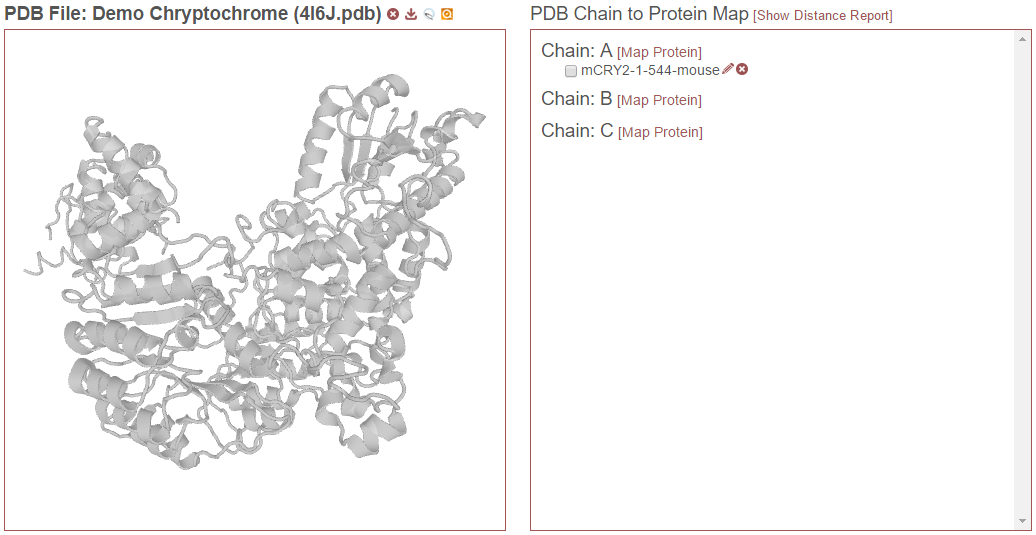 PDB File: Demo Chryptochrome (4I6J.pdb)
PDB Chain to Protein Map [Show Distance Report]
Chain: A [Map Protein]
mCRY2-1-544-mouse
Chain: B [Map Protein]
Chain: C [Map Protein]